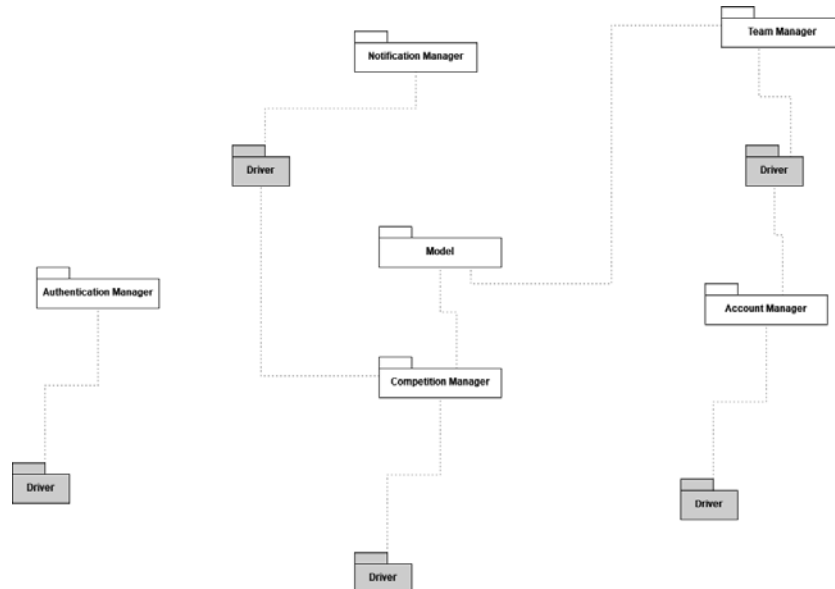 Team Manager
Notification Manager
Driver
Driver
Model
Authentication Manager
Account Manager
Competition Manager
Driver
Driver
Driver